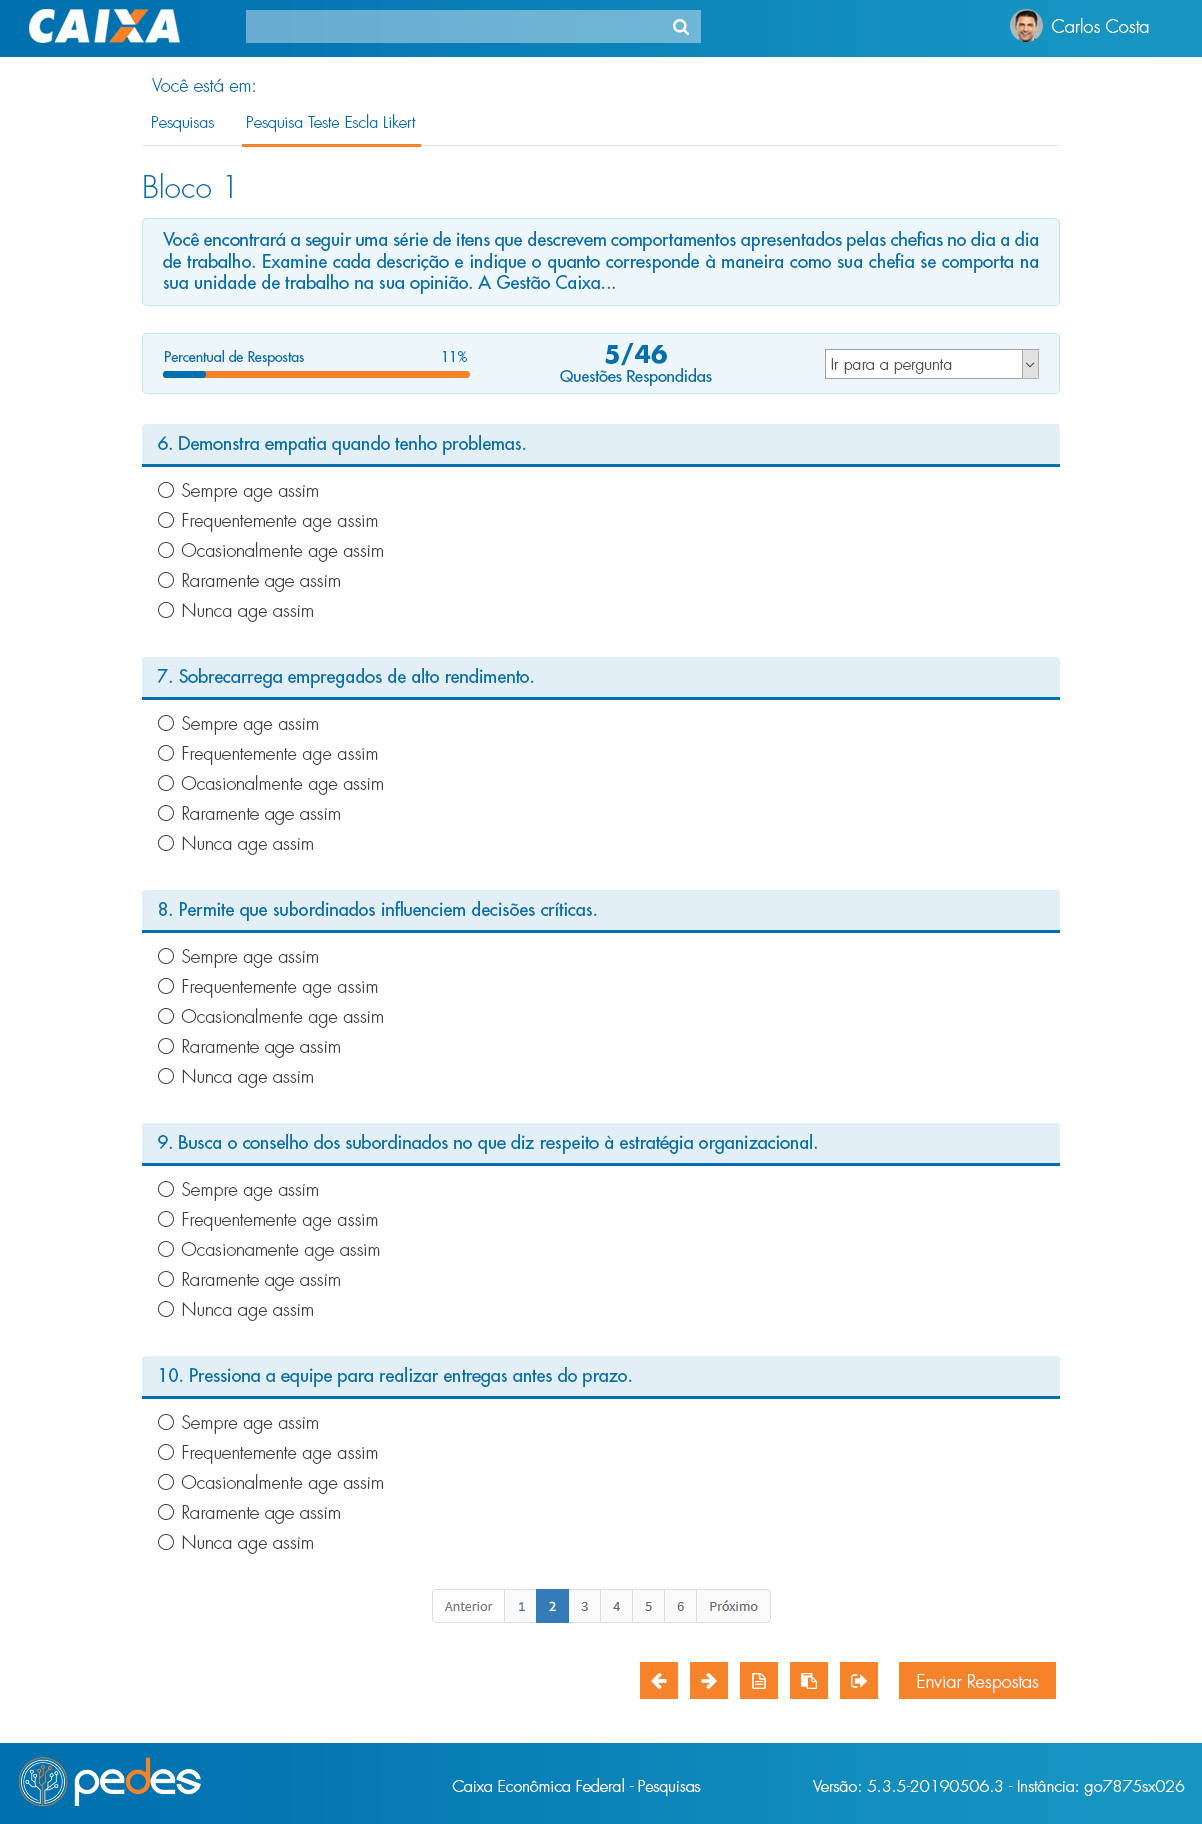 CAIXA
Carlos Costa
Você está em:
Pesquisas Pesquisa Teste Escla Likert
Bloco 1
Você encontrará a seguir uma série de itens que descrevem comportamentos apresentados pelas chefias no dia a dia
de trabalho. Examine cada descrição e indique o quanto corresponde à maneira como sua chefia se comporta na
sua unidade de trabalho na sua opinião. A Gestão Caixa...
Percentual de Respostas 11%
5/46
Questões Respondidas
Ir para a pergunta
6. Demonstra empatia quando tenho problemas.
Sempre age assim
Frequentemente age assim
Ocasionalmente age assim
Raramente age assim
Nunca age assim
7. Sobrecarrega empregados de alto rendimento.
Sempre age assim
Frequentemente age assim
Ocasionalmente age assim
Raramente age assim
Nunca age assim
8. Permite que subordinados influenciem decisões críticas.
Sempre age assim
Frequentemente age assim
Ocasionalmente age assim
Raramente age assim
Nunca age assim
9. Busca o conselho dos subordinados no que diz respeito à estratégia organizacional.
Sempre age assim
Frequentemente age assim
Ocasionamente age assim
Raramente age assim
Nunca age assim
10. Pressiona a equipe para realizar entregas antes do prazo.
Sempre age assim
Frequentemente age assim
Ocasionalmente age assim
Raramente age assim
Nunca age assim
Anterior 1 2 3 4 5 6 Próximo
Enviar Respostas
pedes
Caixa Econômica Federal - Pesquisas
Versão: 5.3.5-20190506.3 - Instância: go7875sx026